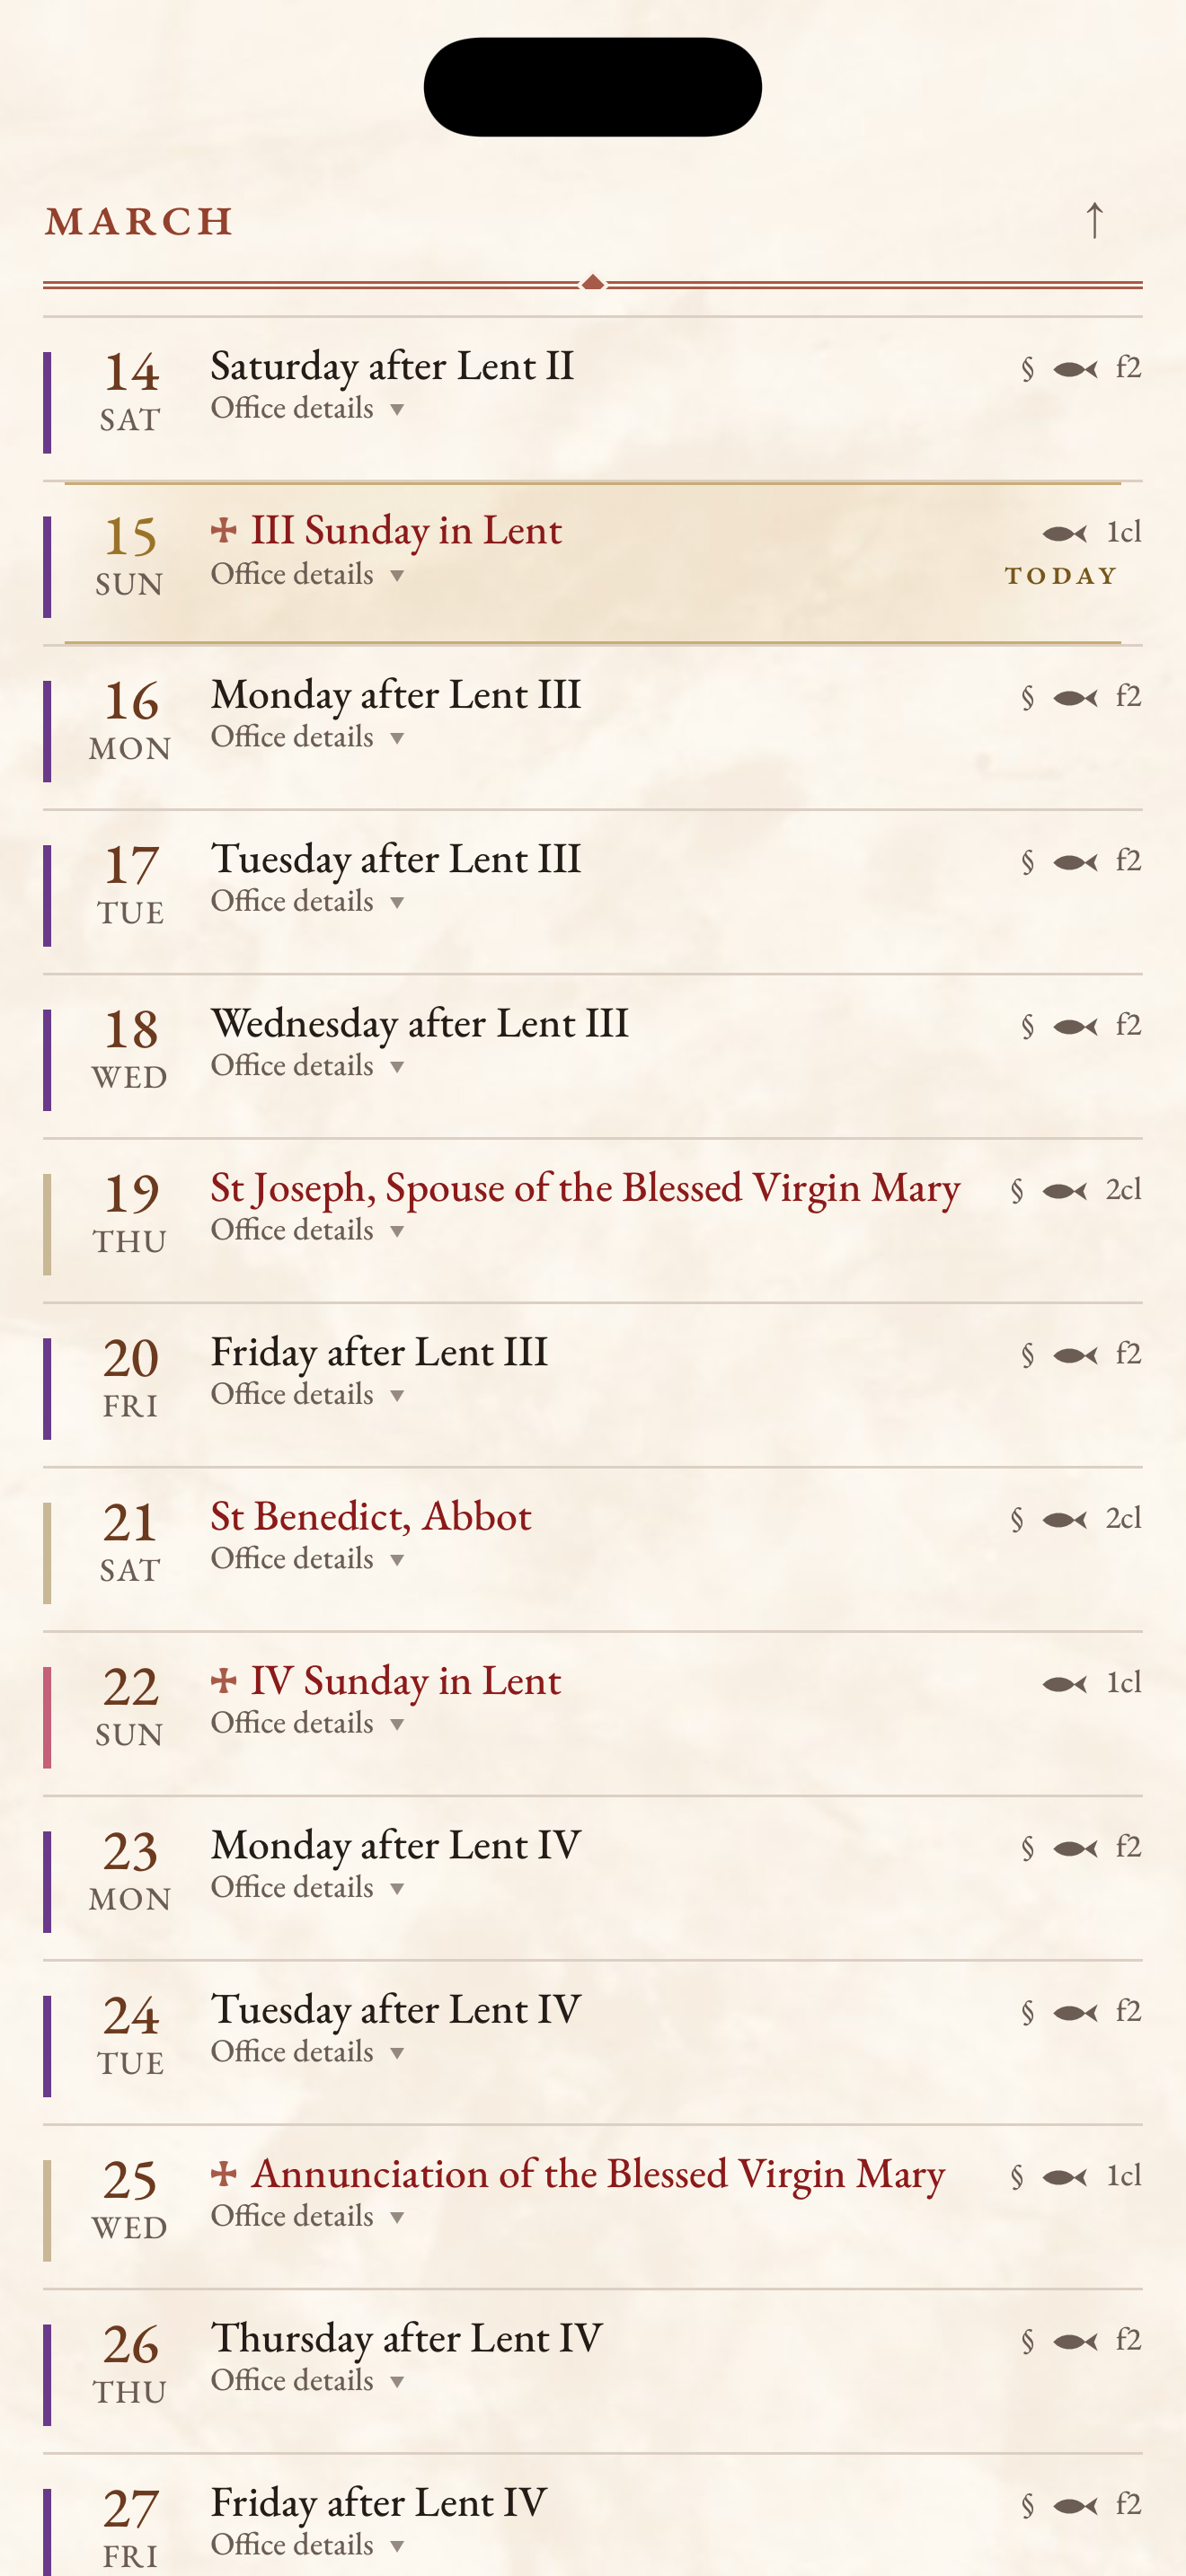 MARCH ↑
14 Saturday after Lent II § f2
SAT Office details ▼
15 ✠ III Sunday in Lent 1cl
SUN Office details ▼ TODAY
16 Monday after Lent III § f2
MON Office details ▼
17 Tuesday after Lent III § f2
TUE Office details ▼
18 Wednesday after Lent III § f2
WED Office details ▼
19 St Joseph, Spouse of the Blessed Virgin Mary § 2cl
THU Office details ▼
20 Friday after Lent III § f2
FRI Office details ▼
21 St Benedict, Abbot § 2cl
SAT Office details ▼
22 ✠ IV Sunday in Lent 1cl
SUN Office details ▼
23 Monday after Lent IV § f2
MON Office details ▼
24 Tuesday after Lent IV § f2
TUE Office details ▼
25 ✠ Annunciation of the Blessed Virgin Mary § 1cl
WED Office details ▼
26 Thursday after Lent IV § f2
THU Office details ▼
27 Friday after Lent IV § f2
FRI Office details ▼